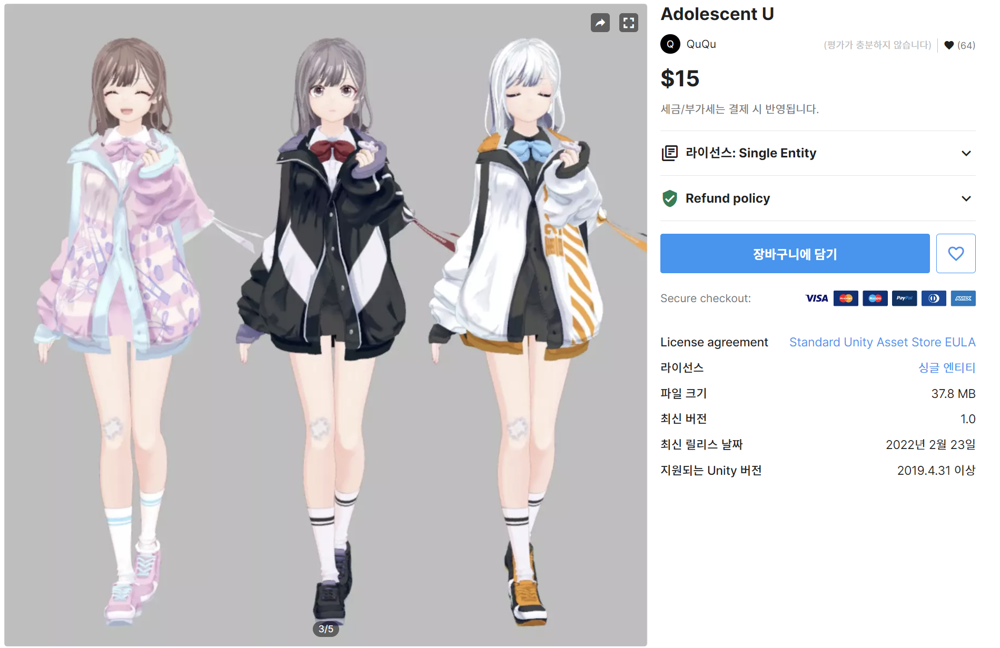 Adolescent U
Q QuQu
(평가가 충분하지 않습니다)
(64)
$15
세금/부가세는 결제 시 반영됩니다.
라이선스: Single Entity
Refund policy
장바구니에 담기
Secure checkout:
VISA
MasterCard
Maestro
PayPal
AMEX
License agreement
Standard Unity Asset Store EULA
라이선스
싱글 엔티티
파일 크기
37.8 MB
최신 버전
1.0
최신 릴리스 날짜
2022년 2월 23일
지원되는 Unity 버전
2019.4.31 이상
3/5